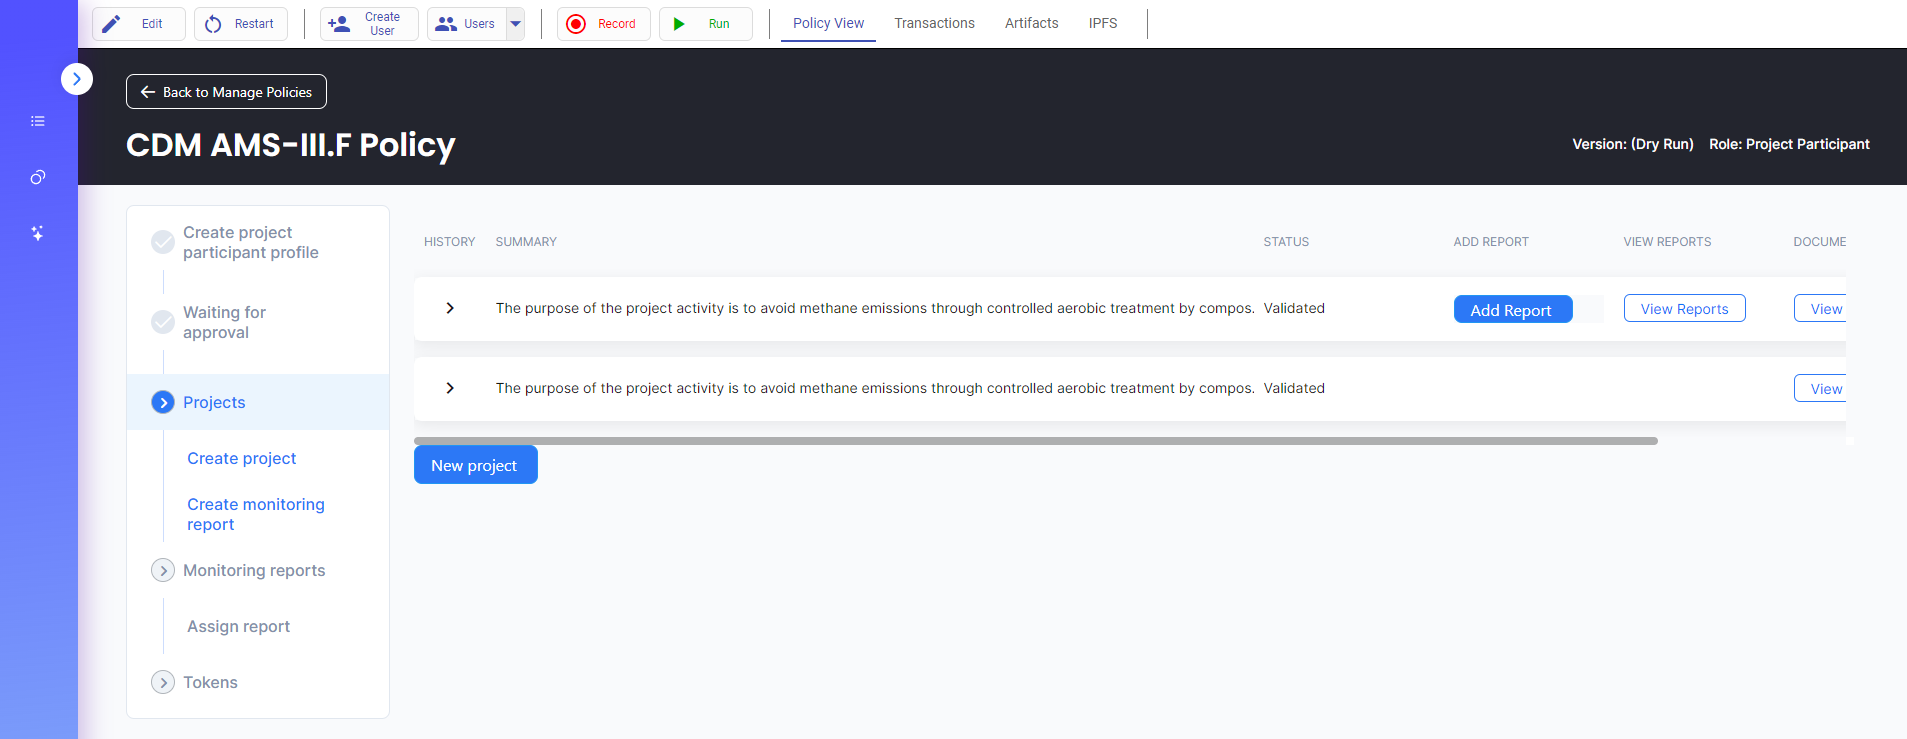 Edit
Restart
Create
User
Users
Record
Run
Policy View
Transactions
Artifacts
IPFS
Back to Manage Policies
CDM AMS-III.F Policy
Version: (Dry Run) Role: Project Participant
Create project
participant profile
Waiting for
approval
Projects
Create project
Create monitoring
report
Monitoring reports
Assign report
Tokens
HISTORY SUMMARY STATUS ADD REPORT VIEW REPORTS DOCUME
The purpose of the project activity is to avoid methane emissions through controlled aerobic treatment by compos. Validated Add Report View Reports View
The purpose of the project activity is to avoid methane emissions through controlled aerobic treatment by compos. Validated View
New project